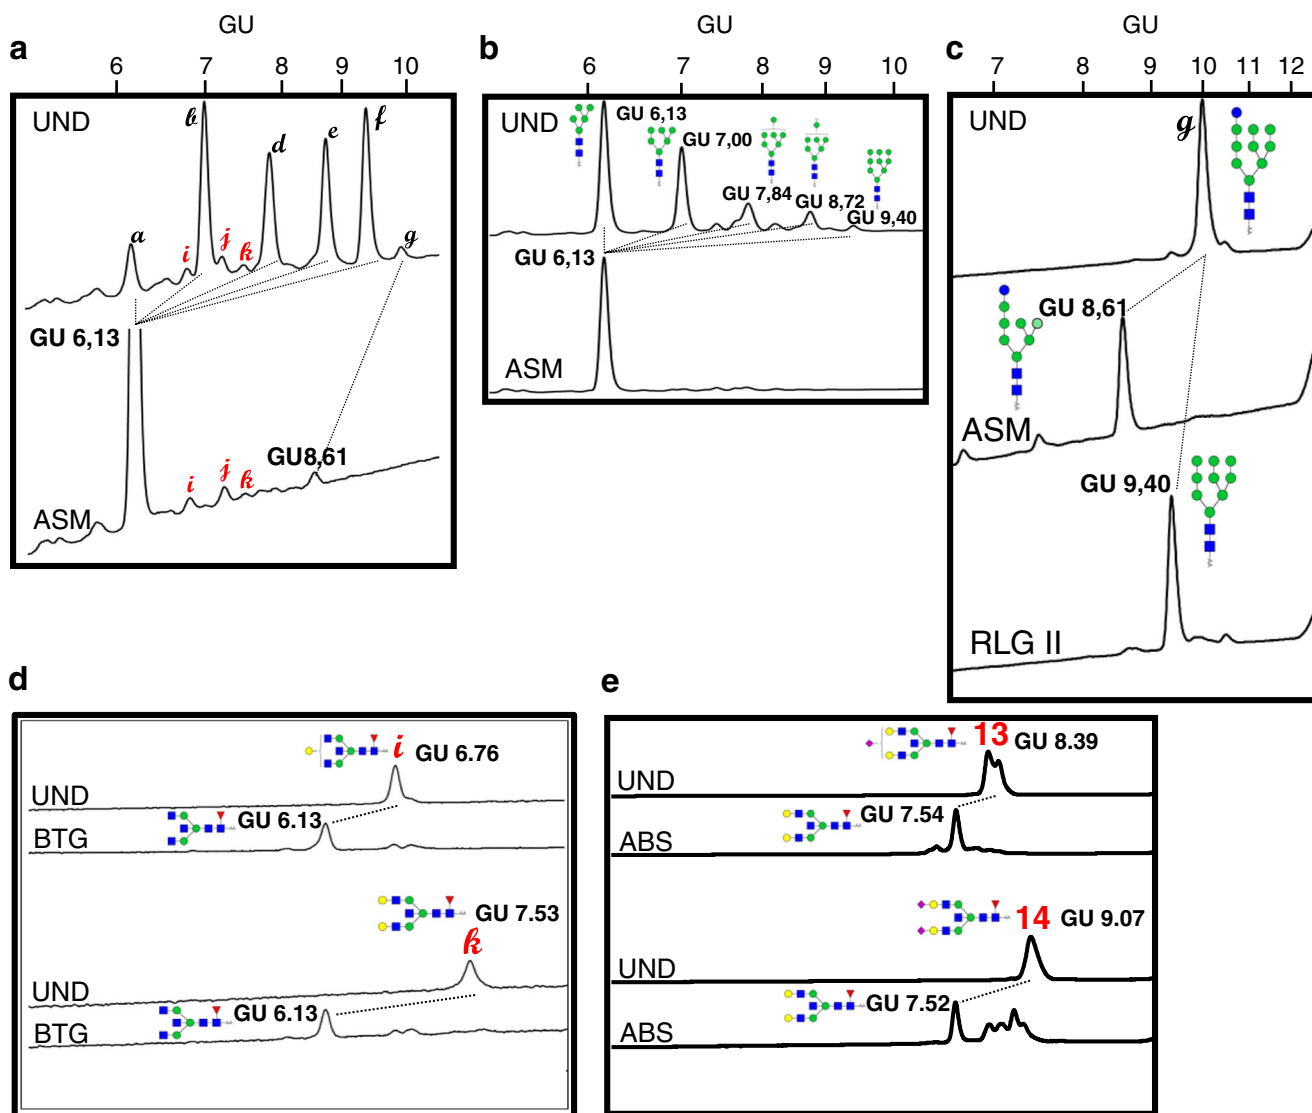 a
GU
6 7 8 9 10
UND
a i b j k d e f g
GU 6,13
GU8,61
i j k
ASM
b
GU
6 7 8 9 10
UND
GU 6,13
GU 7,00
GU 7,84
GU 8,72
GU 9,40
GU 6,13
ASM
c
GU
7 8 9 10 11 12
UND
g
GU 8,61
ASM
GU 9,40
RLG II
d
i GU 6.76
UND
GU 6.13
BTG
GU 7.53
k
UND
GU 6.13
BTG
e
13 GU 8.39
UND
GU 7.54
ABS
14 GU 9.07
UND
GU 7.52
ABS